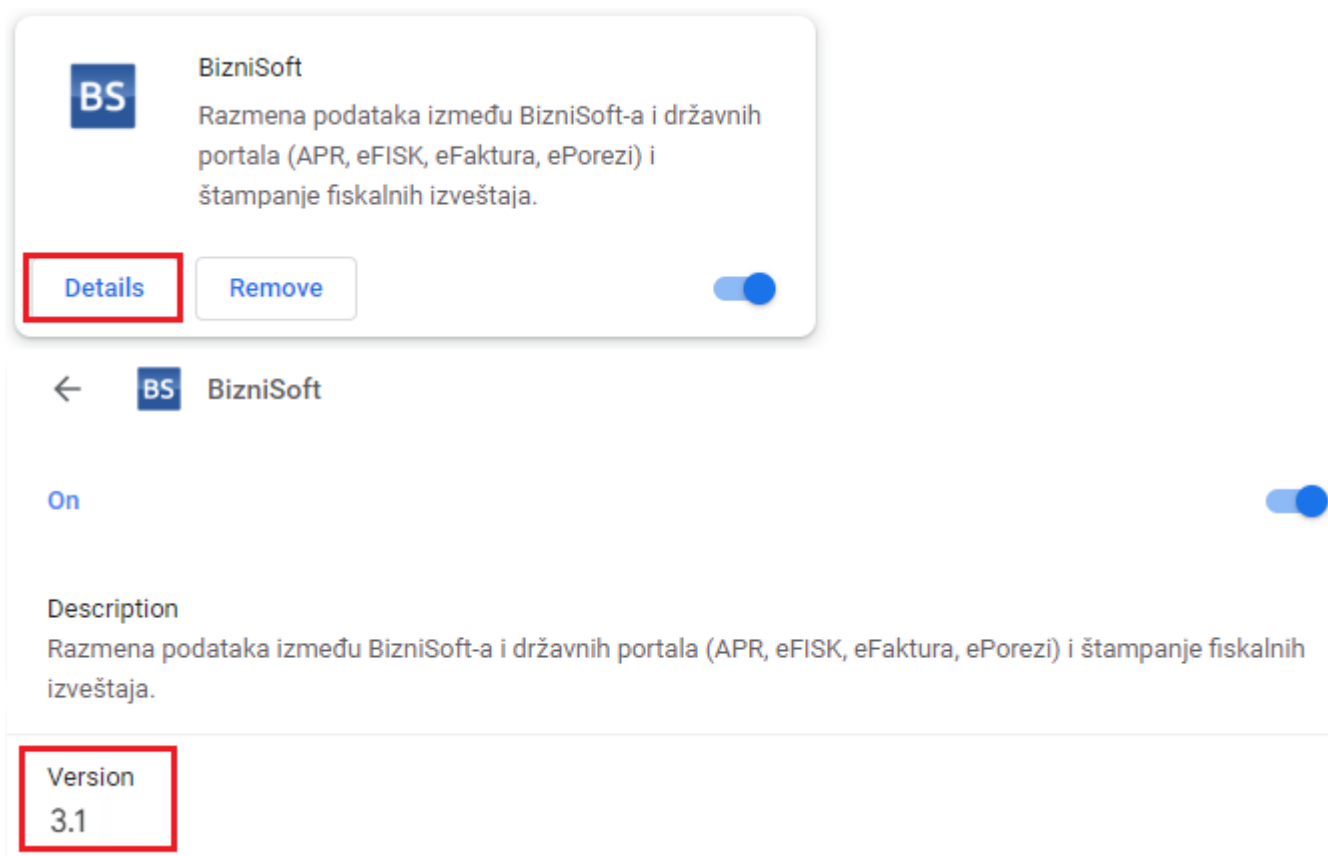 BS
BizniSoft
Razmena podataka između BizniSoft-a i državnih
portala (APR, eFISK, eFaktura, ePorezi) i
štampanje fiskalnih izveštaja.
Details
Remove
BS
BizniSoft
On
Description
Razmena podataka između BizniSoft-a i državnih portala (APR, eFISK, eFaktura, ePorezi) i štampanje fiskalnih
izveštaja.
Version
3.1